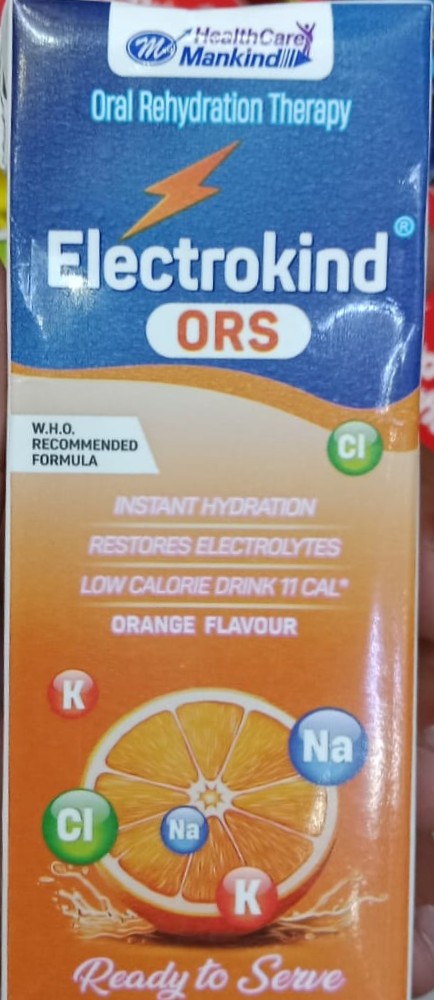 HealthCare
Mankind
Oral Rehydration Therapy
Electrokind®
ORS
W.H.O.
RECOMMENDED
FORMULA
Cl
INSTANT HYDRATION
RESTORES ELECTROLYTES
LOW CALORIE DRINK 11 CAL*
ORANGE FLAVOUR
K
Na
Cl
Na
K
Ready to Serve